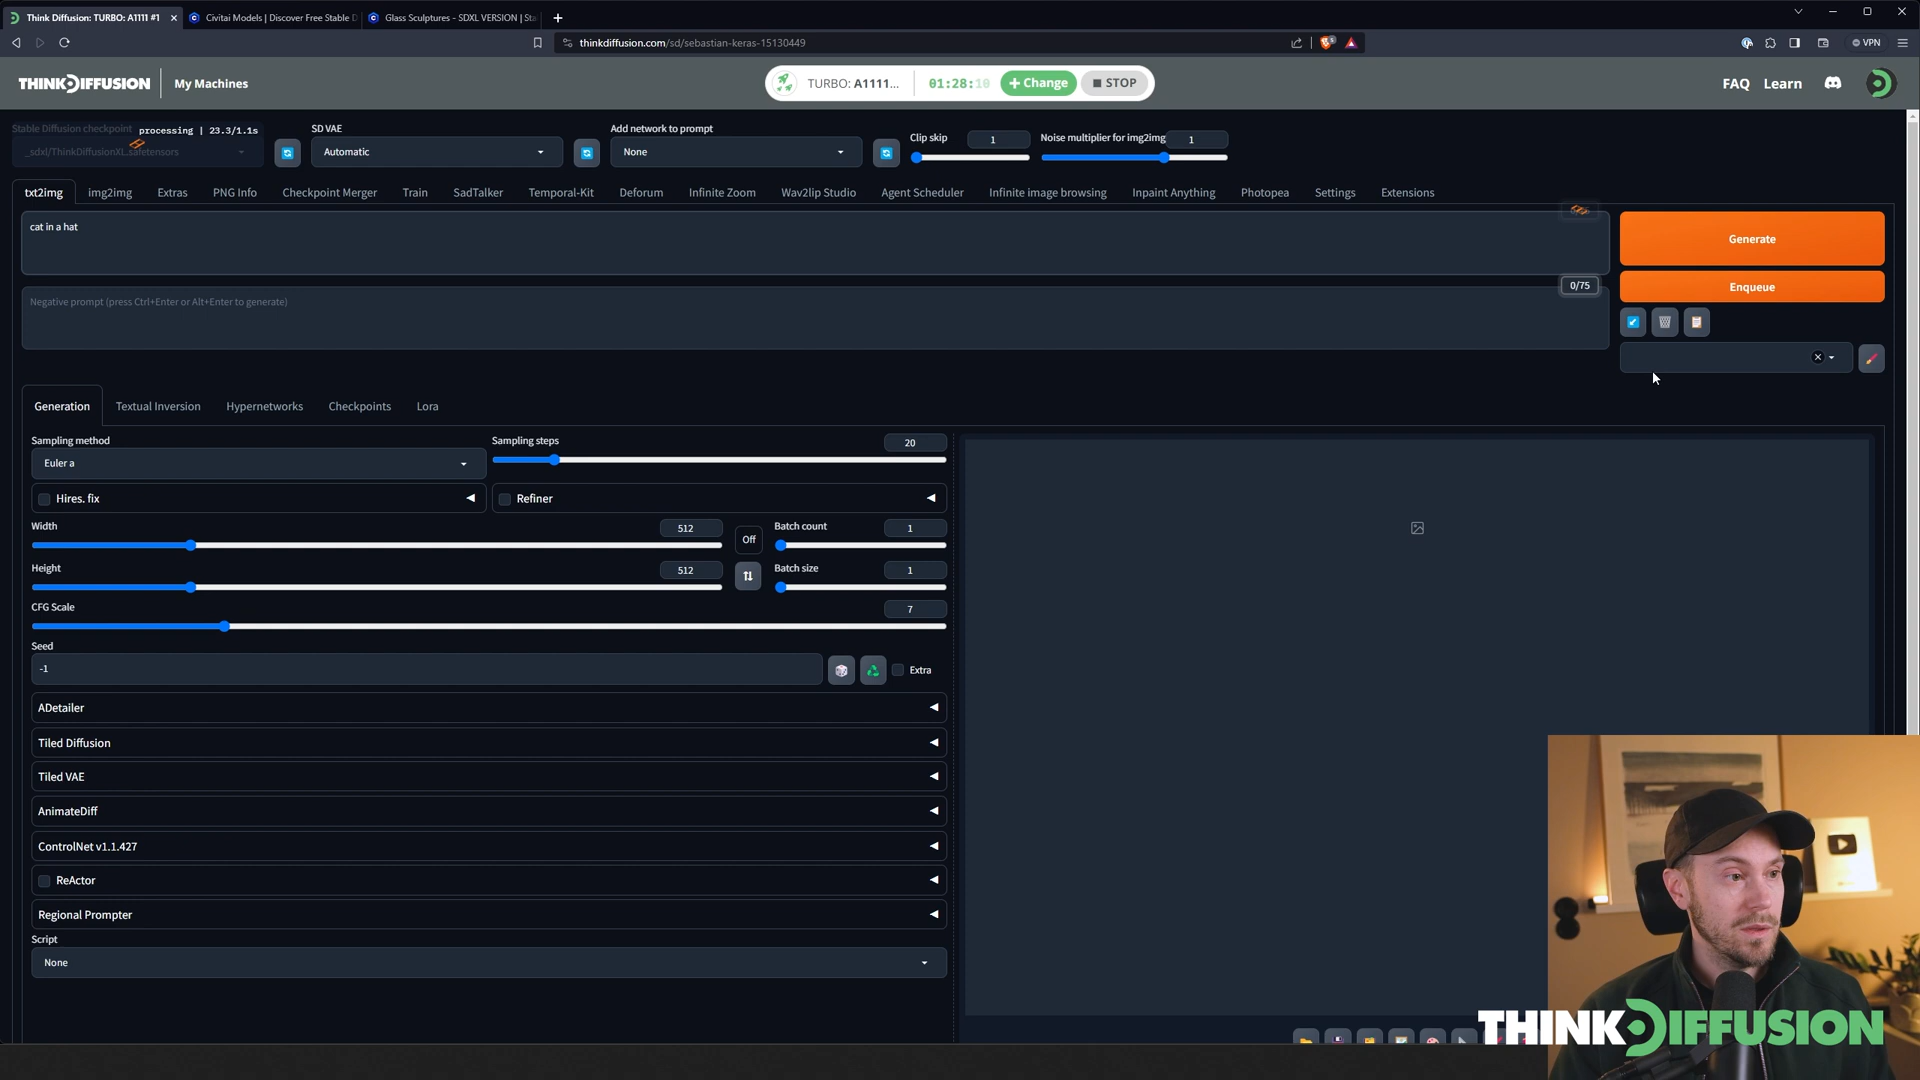 Think Diffusion: TURBO: A1111 #1
Civitai Models | Discover Free Stable D
Glass Sculptures - SDXL VERSION | Sta
thinkdiffusion.com/sd/sebastian-keras-15130449
VPN
THINKDIFFUSION
My Machines
TURBO: A1111...
01:28:10
+ Change
STOP
FAQ
Learn
Stable Diffusion checkpoint
processing | 23.3/1.1s
_sdxl/ThinkDiffusionXL.safetensors
SD VAE
Automatic
Add network to prompt
None
Clip skip
1
Noise multiplier for img2img
1
txt2img
img2img
Extras
PNG Info
Checkpoint Merger
Train
SadTalker
Temporal-Kit
Deforum
Infinite Zoom
Wav2lip Studio
Agent Scheduler
Infinite image browsing
Inpaint Anything
Photopea
Settings
Extensions
cat in a hat
Generate
0/75
Enqueue
Negative prompt (press Ctrl+Enter or Alt+Enter to generate)
Generation
Textual Inversion
Hypernetworks
Checkpoints
Lora
Sampling method
Euler a
Sampling steps
20
Hires. fix
Refiner
Width
512
Off
Batch count
1
Height
512
Batch size
1
CFG Scale
7
Seed
-1
Extra
ADetailer
Tiled Diffusion
Tiled VAE
AnimateDiff
ControlNet v1.1.427
ReActor
Regional Prompter
Script
None
THINKDIFFUSION